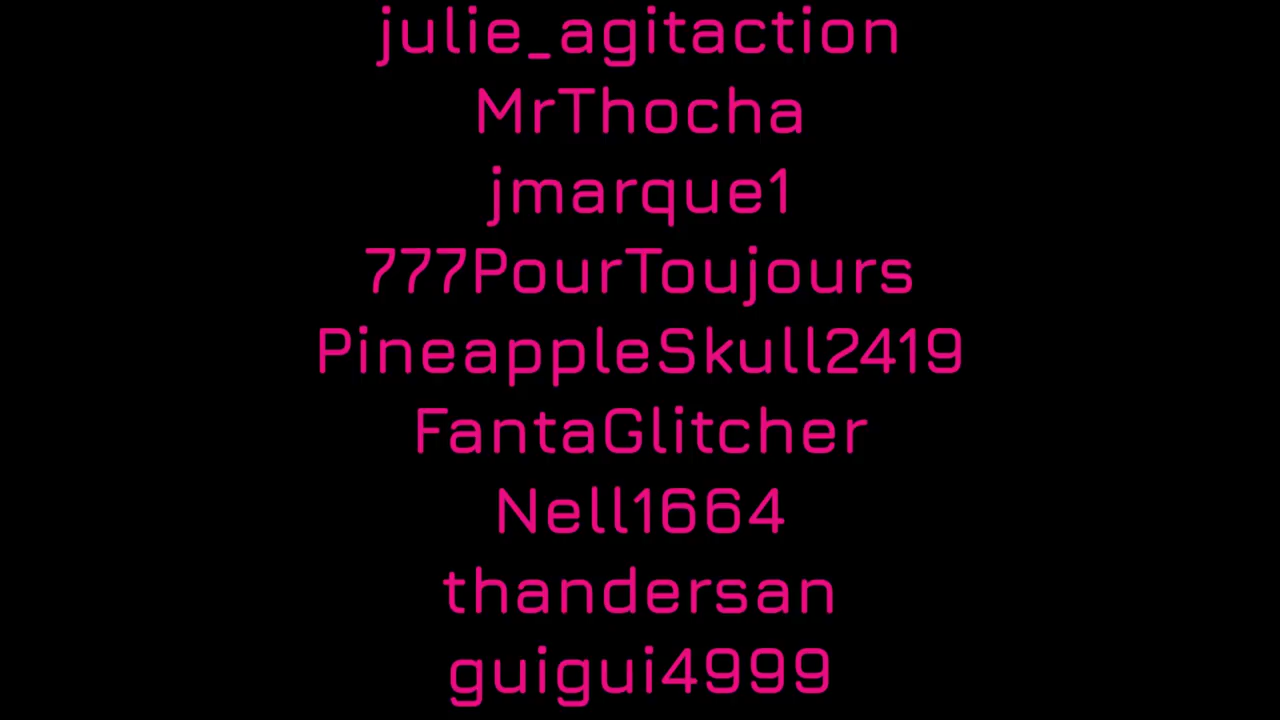 julie_agitaction
MrThocha
jmarque1
777PourToujours
PineappleSkull2419
FantaGlitcher
Nell1664
thandersan
guigui4999